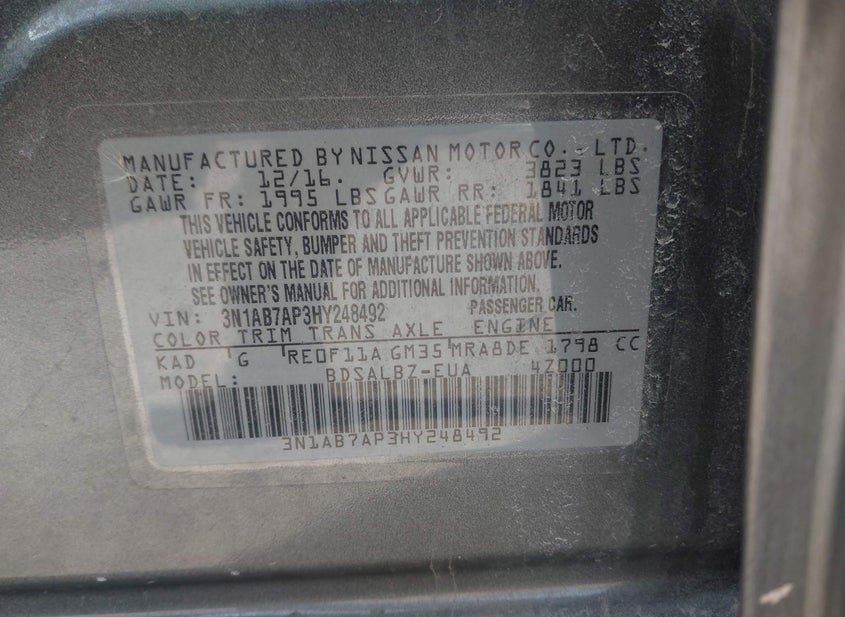 MANUFACTURED BY NISSAN MOTOR CO., LTD.
DATE: 12/16. GVWR: 3823 LBS
GAWR FR: 1995 LBS GAWR RR: 1841 LBS
THIS VEHICLE CONFORMS TO ALL APPLICABLE FEDERAL MOTOR
VEHICLE SAFETY, BUMPER AND THEFT PREVENTION STANDARDS
IN EFFECT ON THE DATE OF MANUFACTURE SHOWN ABOVE.
SEE OWNER'S MANUAL FOR ADDITIONAL INFORMATION.
VIN: 3N1AB7AP3HY248492 PASSENGER CAR.
COLOR TRIM TRANS AXLE ENGINE
KAD G RE0F11A GM35 MRA8DE 1798 CC
MODEL: BDSALBZ-EUA 4Z000
3N1AB7AP3HY248492